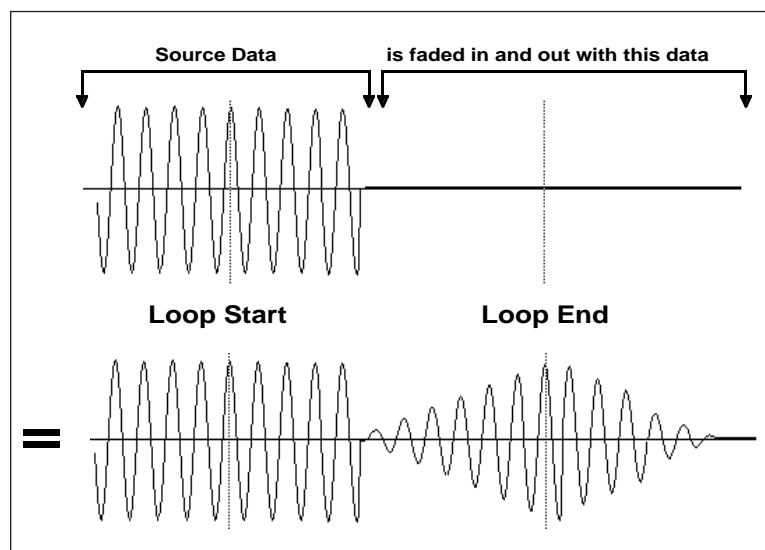 Source Data
is faded in and out with this data
Loop Start
Loop End
=